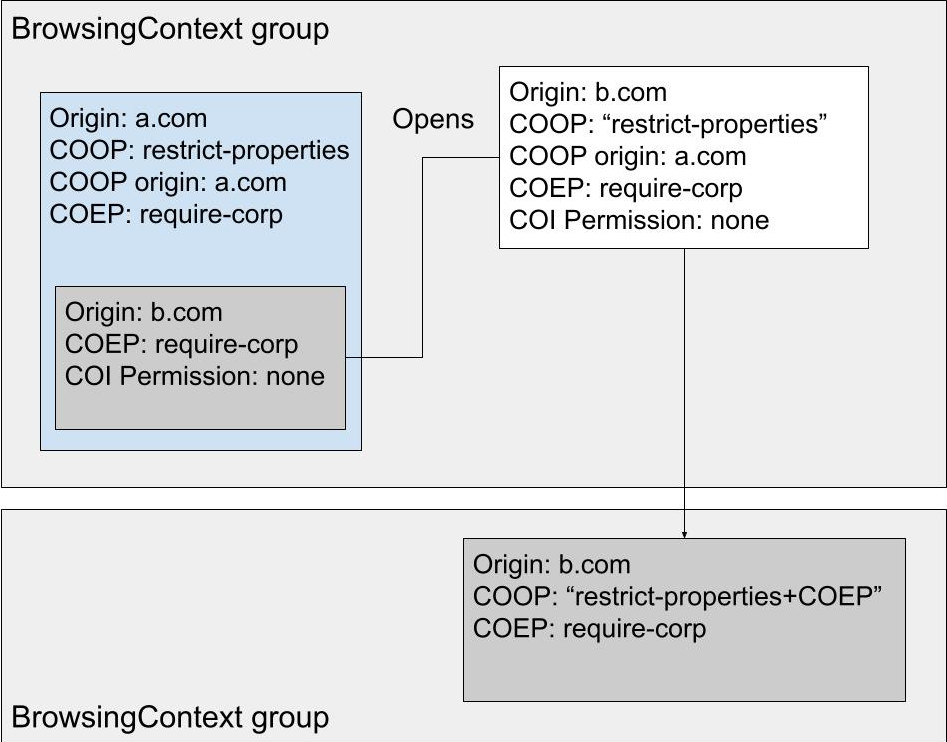 BrowsingContext group
Origin: a.com
COOP: restrict-properties
COOP origin: a.com
COEP: require-corp
Origin: b.com
COEP: require-corp
COI Permission: none
Opens
Origin: b.com
COOP: “restrict-properties”
COOP origin: a.com
COEP: require-corp
COI Permission: none
Origin: b.com
COOP: “restrict-properties+COEP”
COEP: require-corp
BrowsingContext group